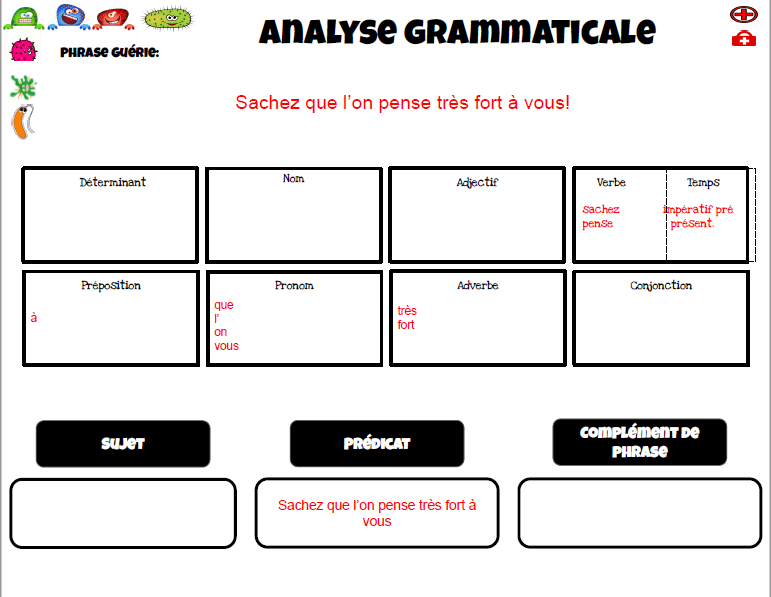 Analyse grammaticale
Phrase guérie:
Sachez que l'on pense très fort à vous!
Déterminant
Nom
Adjectif
Verbe
Temps
sachez
pense
impératif pré
présent.
Préposition
à
Pronom
que
l'
on
vous
Adverbe
très
fort
Conjonction
Sujet
Prédicat
Complément de
phrase
Sachez que l'on pense très fort à
vous